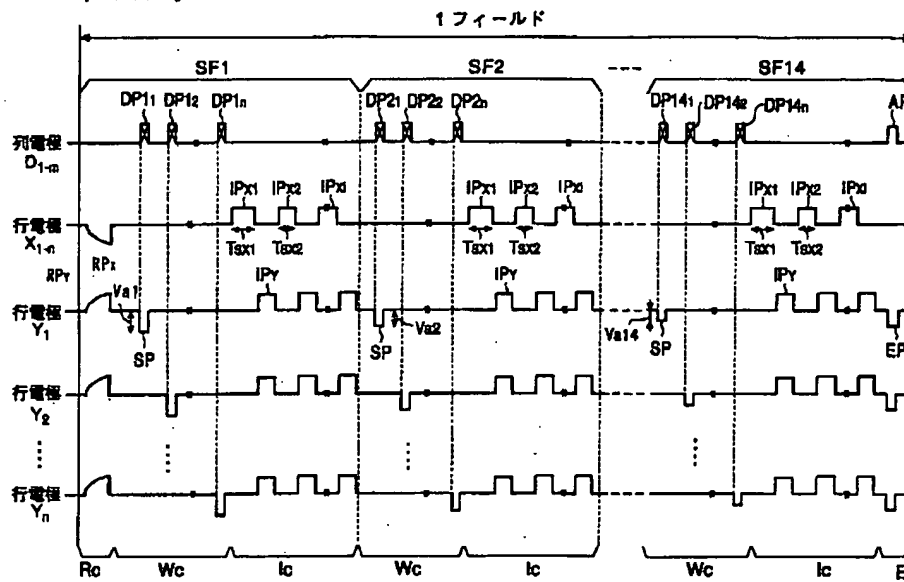 1 フィールド
SF1 SF2 SF14
DP1₁ DP1₂ DP1n DP2₁ DP2₂ DP2n DP14₁ DP14₂ DP14n AP
列電極 D1-m
IPx1 IPx2 IPxi IPx1 IPx2 IPxi IPx1 IPx2 IPxi
行電極 X1-n
Tsx1 Tsx2 Tsx1 Tsx2 Tsx1 Tsx2
RPY RPx
IPY IPY IPY
Va1 Va2 Va14
行電極 Y1
SP SP SP EP
行電極 Y2
行電極 Yn
Rc Wc Ic Wc Ic Wc Ic E